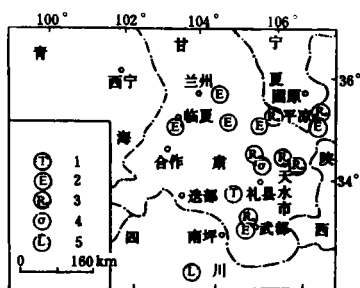 100° 102° 104° 106°
青 甘 宁
西宁 兰州 夏 36°
Ⓔ 固原
临夏 Ⓡ 平凉 Ⓡ
Ⓔ Ⓔ Ⓔ Ⓔ
海 合作 肃 Ⓡ Ⓡ Ⓡ 陕
σ 天
34°
Ⓣ 1
Ⓔ 2
Ⓡ 3
σ 4
Ⓛ 5
迭部 Ⓣ 礼县 水
市
四 南坪 Ⓡ 西
Ⓔ 武都
0 160 km
Ⓛ 川